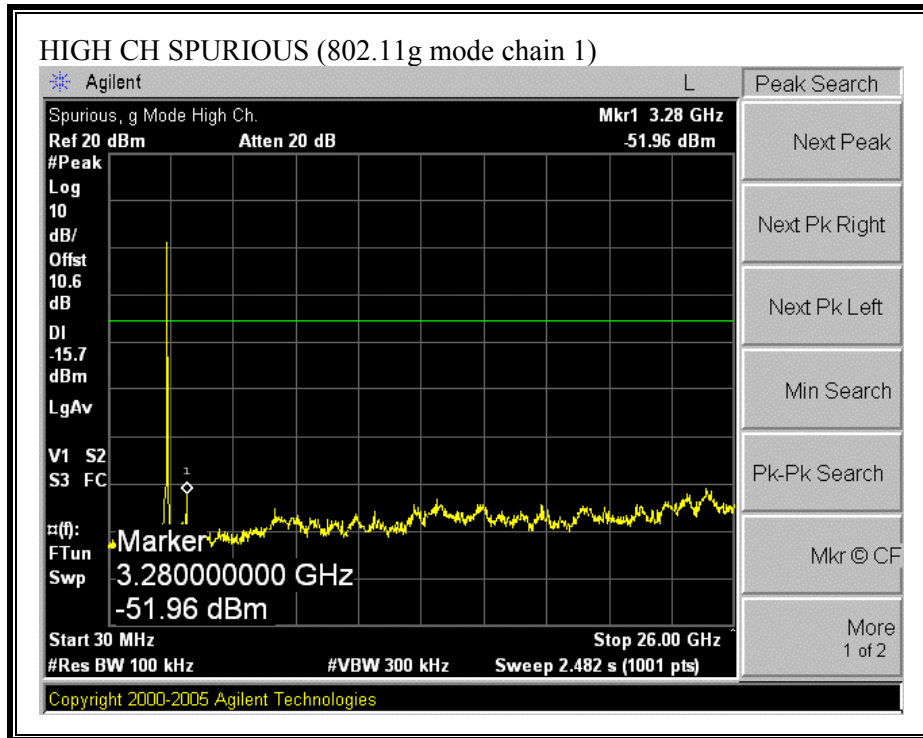 HIGH CH SPURIOUS (802.11g mode chain 1)
Agilent L Peak Search
Spurious, g Mode High Ch. Mkr1 3.28 GHz
Ref 20 dBm Atten 20 dB -51.96 dBm
#Peak
Log
10
dB/
Offst
10.6
dB
DI
-15.7
dBm
LgAv
V1 S2
S3 FC
¤(f):
FTun
Swp
1
Marker
3.280000000 GHz
-51.96 dBm
Start 30 MHz Stop 26.00 GHz ^
#Res BW 100 kHz #VBW 300 kHz Sweep 2.482 s (1001 pts)
Copyright 2000-2005 Agilent Technologies
Next Peak
Next Pk Right
Next Pk Left
Min Search
Pk-Pk Search
Mkr © CF
More
1 of 2